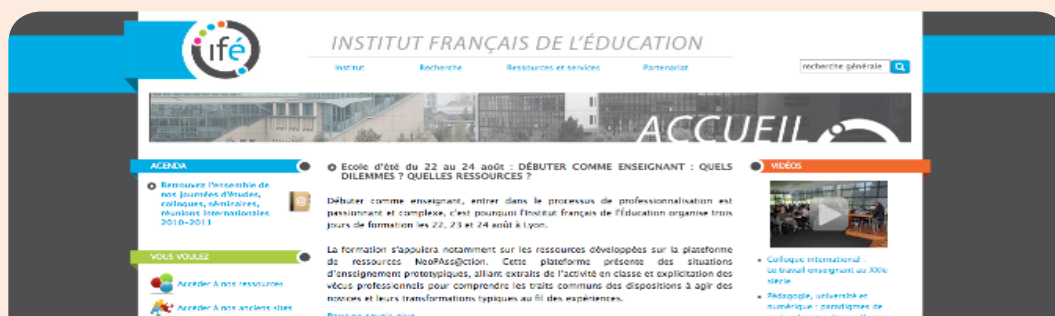 ifé
INSTITUT FRANÇAIS DE L'ÉDUCATION
Institut Recherche Ressources et services Partenariat
recherche générale
ACCUEIL
AGENDA
Retrouvez l'ensemble de
nos journées d'études,
colloques, séminaires,
réunions internationales
2010-2011
VOUS VOULEZ
Accéder à nos ressources
Accéder à nos anciens sites
Ecole d'été du 22 au 24 août : DÉBUTER COMME ENSEIGNANT : QUELS
DILEMMES ? QUELLES RESSOURCES ?
Débuter comme enseignant, entrer dans le processus de professionnalisation est
passionnant et complexe, c'est pourquoi l'Institut français de l'Éducation organise trois
jours de formation les 22, 23 et 24 août à Lyon.
La formation s'appuiera notamment sur les ressources développées sur la plateforme
de ressources NéoPAss@ction. Cette plateforme présente des situations
d'enseignement prototypiques, alliant extraits de l'activité en classe et explicitation des
vécus professionnels pour comprendre les traits communs des dispositions à agir des
novices et leurs transformations typiques au fil des expériences.
VIDÉOS
Colloque international :
Le travail enseignant au XXIe
siècle
Pédagogie, université et
numérique : paradigmes de